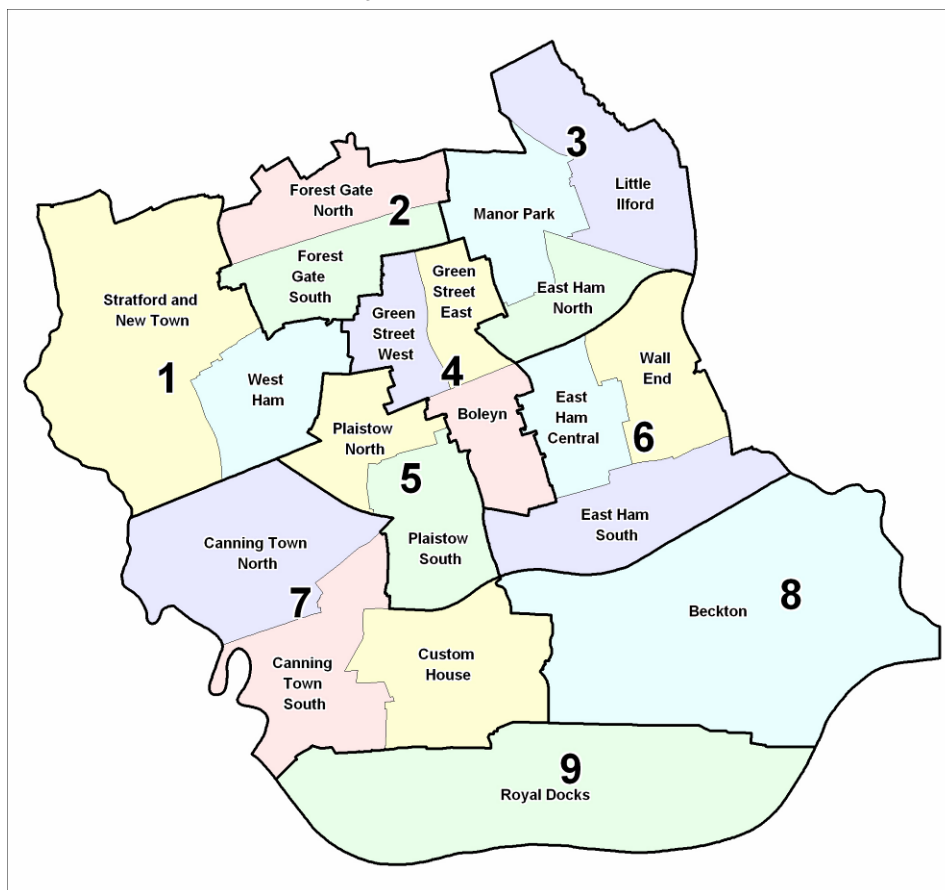 3
Little
Ilford
Forest Gate
North
2
Manor Park
Forest
Gate
South
Green
Street
East
East Ham
North
Stratford and
New Town
Green
Street
West
1
West
Ham
4
Wall
End
Boleyn
East
Ham
Central
6
Plaistow
North
5
East Ham
South
Canning Town
North
Plaistow
South
7
8
Beckton
Custom
House
Canning
Town
South
9
Royal Docks